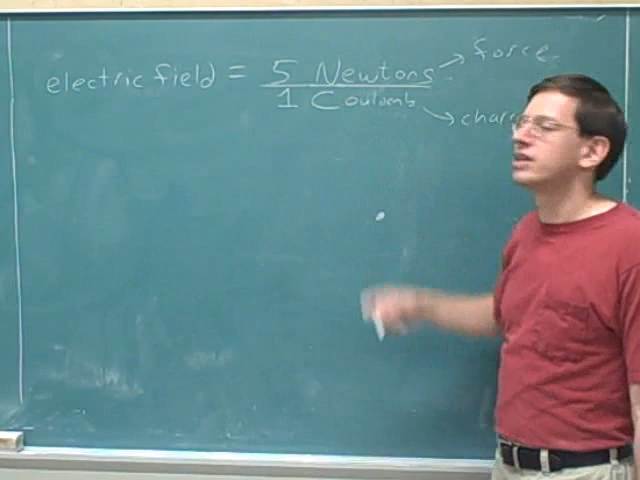 electric field = 5 Newtons → force
1 Coulomb →